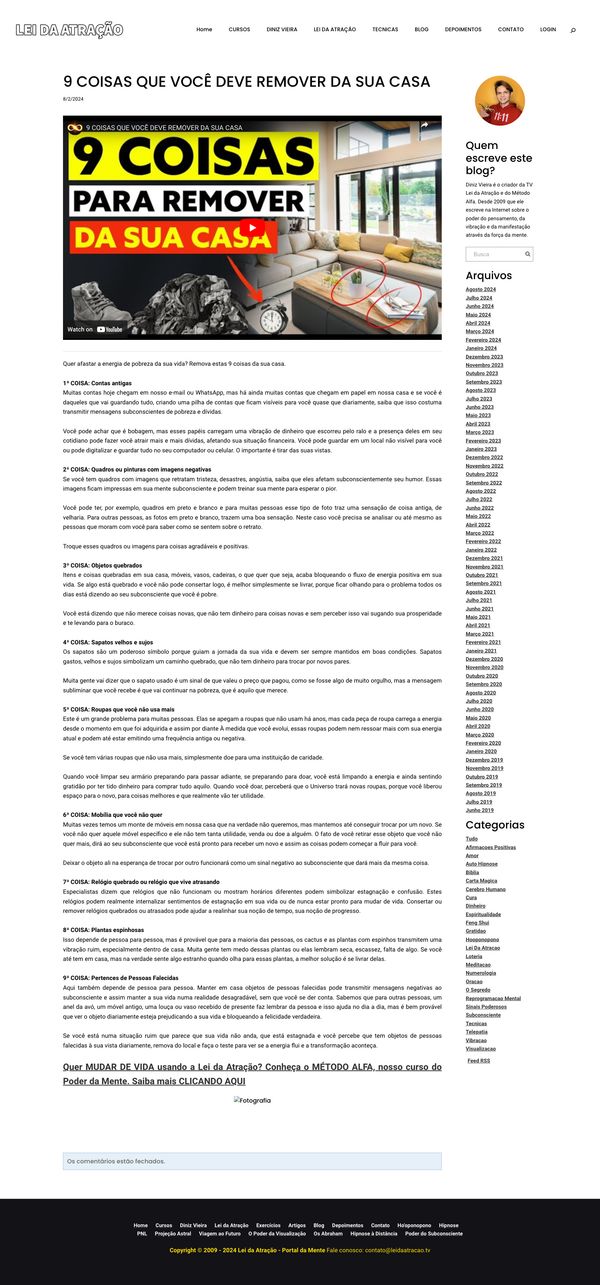 LEI DA ATRAÇÃO
Home CURSOS DINIZ VIEIRA LEI DA ATRAÇÃO TECNICAS BLOG DEPOIMENTOS CONTATO LOGIN
9 COISAS QUE VOCÊ DEVE REMOVER DA SUA CASA
8/2/2024
9 COISAS QUE VOCÊ DEVE REMOVER DA SUA CASA
9 COISAS
PARA REMOVER
DA SUA CASA
Watch on YouTube
Quer afastar a energia de pobreza da sua vida? Remova estas 9 coisas da sua casa.
1ª COISA: Contas antigas
Muitas contas hoje chegam em nosso e-mail ou WhatsApp, mas há ainda muitas contas que chegam em papel em nossa casa e se você é
daqueles que vai guardando tudo, criando uma pilha de contas que ficam visíveis para você quase que diariamente, saiba que isso costuma
transmitir mensagens subconscientes de pobreza e dívidas.
Você pode achar que é bobagem, mas esses papéis carregam uma vibração de dinheiro que escorreu pelo ralo e a presença deles em seu
cotidiano pode fazer você atrair mais e mais dívidas, afetando sua situação financeira. Você pode guardar em um local não visível para você
ou pode digitalizar e guardar tudo no seu computador ou celular. O importante é tirar das suas vistas.
2ª COISA: Quadros ou pinturas com imagens negativas
Se você tem quadros com imagens que retratam tristeza, desastres, angústia, saiba que eles afetam subconscientemente seu humor. Essas
imagens ficam impressas em sua mente subconsciente e podem treinar sua mente para esperar o pior.
Você pode ter, por exemplo, quadros em preto e branco e para muitas pessoas esse tipo de foto traz uma sensação de coisa antiga, de
velharia. Para outras pessoas, as fotos em preto e branco, trazem uma boa sensação. Neste caso você precisa se analisar ou até mesmo as
pessoas que moram com você para saber como se sentem sobre o retrato.
Troque esses quadros ou imagens para coisas agradáveis e positivas.
3ª COISA: Objetos quebrados
Itens e coisas quebradas em sua casa, móveis, vasos, cadeiras, o que quer que seja, acaba bloqueando o fluxo de energia positiva em sua
vida. Se algo está quebrado e você não pode consertar logo, é melhor simplesmente se livrar, porque ficar olhando para o problema todos os
dias está dizendo ao seu subconsciente que você é pobre.
Você está dizendo que não merece coisas novas, que não tem dinheiro para coisas novas e sem perceber isso vai sugando sua prosperidade
e te levando para o buraco.
4ª COISA: Sapatos velhos e sujos
Os sapatos são um poderoso símbolo porque guiam a jornada da sua vida e devem ser sempre mantidos em boas condições. Sapatos
gastos, velhos e sujos simbolizam um caminho quebrado, que não tem dinheiro para trocar por novos pares.
Muita gente vai dizer que o sapato usado é um sinal de que valeu o preço que pagou, como se fosse algo de muito orgulho, mas a mensagem
subliminar que você recebe é que vai continuar na pobreza, que é aquilo que merece.
5ª COISA: Roupas que você não usa mais
Este é um grande problema para muitas pessoas. Elas se apegam a roupas que não usam há anos, mas cada peça de roupa carrega a energia
desde o momento em que foi adquirida e assim por diante À medida que você evolui, essas roupas podem nem ressoar mais com sua energia
atual e podem até estar emitindo uma frequência antiga ou negativa.
Se você tem várias roupas que não usa mais, simplesmente doe para uma instituição de caridade.
Quando você limpar seu armário preparando para passar adiante, se preparando para doar, você está limpando a energia e ainda sentindo
gratidão por ter tido dinheiro para comprar tudo aquilo. Quando você doar, perceberá que o Universo trará novas roupas, porque você liberou
espaço para o novo, para coisas melhores e que realmente vão ter utilidade.
6ª COISA: Mobília que você não quer
Muitas vezes temos um monte de móveis em nossa casa que na verdade não queremos, mas mantemos até conseguir trocar por um novo. Se
você não quer aquele móvel específico e ele não tem tanta utilidade, venda ou doe a alguém. O fato de você retirar esse objeto que você não
quer mais, dirá ao seu subconsciente que você está pronto para receber um novo e assim as coisas podem começar a fluir para você.
Deixar o objeto ali na esperança de trocar por outro funcionará como um sinal negativo ao subconsciente que dará mais da mesma coisa.
7ª COISA: Relógio quebrado ou relógio que vive atrasando
Especialistas dizem que relógios que não funcionam ou mostram horários diferentes podem simbolizar estagnação e confusão. Estes
relógios podem realmente internalizar sentimentos de estagnação em sua vida ou de nunca estar pronto para mudar de vida. Consertar ou
remover relógios quebrados ou atrasados pode ajudar a realinhar sua noção de tempo, sua noção de progresso.
8ª COISA: Plantas espinhosas
Isso depende de pessoa para pessoa, mas é provável que para a maioria das pessoas, os cactus e as plantas com espinhos transmitem uma
vibração ruim, especialmente dentro de casa. Muita gente tem medo dessas plantas ou elas lembram seca, escassez, falta de algo. Se você
até tem em casa, mas na verdade sente algo estranho quando olha para essas plantas, a melhor solução é se livrar delas.
9ª COISA: Pertences de Pessoas Falecidas
Aqui também depende de pessoa para pessoa. Manter em casa objetos de pessoas falecidas pode transmitir mensagens negativas ao
subconsciente e assim manter a sua vida numa realidade desagradável, sem que você se der conta. Sabemos que para outras pessoas, um
anel da avó, um móvel antigo, uma louça ou vaso recebido de presente faz lembrar da pessoa e isso ajuda no dia a dia, mas é bem provável
que ver o objeto diariamente esteja prejudicando a sua vida e bloqueando a felicidade verdadeira.
Se você está numa situação ruim que parece que sua vida não anda, que está estagnada e você percebe que tem objetos de pessoas
falecidas à sua vista diariamente, remova do local e faça o teste para ver se a energia flui e a transformação aconteça.
Quer MUDAR DE VIDA usando a Lei da Atração? Conheça o MÉTODO ALFA, nosso curso do
Poder da Mente. Saiba mais CLICANDO AQUI
Fotografia
Os comentários estão fechados.
11:11
Quem
escreve este
blog?
Diniz Vieira é o criador da TV
Lei da Atração e do Método
Alfa. Desde 2009 que ele
escreve na Internet sobre o
poder do pensamento, da
vibração e da manifestação
através da força da mente.
Busca
Arquivos
Agosto 2024
Julho 2024
Junho 2024
Maio 2024
Abril 2024
Março 2024
Fevereiro 2024
Janeiro 2024
Dezembro 2023
Novembro 2023
Outubro 2023
Setembro 2023
Agosto 2023
Julho 2023
Junho 2023
Maio 2023
Abril 2023
Março 2023
Fevereiro 2023
Janeiro 2023
Dezembro 2022
Novembro 2022
Outubro 2022
Setembro 2022
Agosto 2022
Julho 2022
Junho 2022
Maio 2022
Abril 2022
Março 2022
Fevereiro 2022
Janeiro 2022
Dezembro 2021
Novembro 2021
Outubro 2021
Setembro 2021
Agosto 2021
Julho 2021
Junho 2021
Maio 2021
Abril 2021
Março 2021
Fevereiro 2021
Janeiro 2021
Dezembro 2020
Novembro 2020
Outubro 2020
Setembro 2020
Agosto 2020
Julho 2020
Junho 2020
Maio 2020
Abril 2020
Março 2020
Fevereiro 2020
Janeiro 2020
Dezembro 2019
Novembro 2019
Outubro 2019
Setembro 2019
Agosto 2019
Julho 2019
Junho 2019
Categorias
Tudo
Afirmacoes Positivas
Amor
Auto Hipnose
Biblia
Carta Magica
Cerebro Humano
Cura
Dinheiro
Espiritualidade
Feng Shui
Gratidao
Hooponopono
Lei Da Atracao
Loteria
Meditacao
Numerologia
Oracao
O Segredo
Reprogramacao Mental
Sinais Poderosos
Subconsciente
Tecnicas
Telepatia
Vibracao
Visualizacao
Feed RSS
Home Cursos Diniz Vieira Lei da Atração Exercícios Artigos Blog Depoimentos Contato Ho'oponopono Hipnose
PNL Projeção Astral Viagem ao Futuro O Poder da Visualização Os Abraham Hipnose à Distância Poder do Subconsciente
Copyright © 2009 - 2024 Lei da Atração - Portal da Mente Fale conosco: contato@leidaatracao.tv